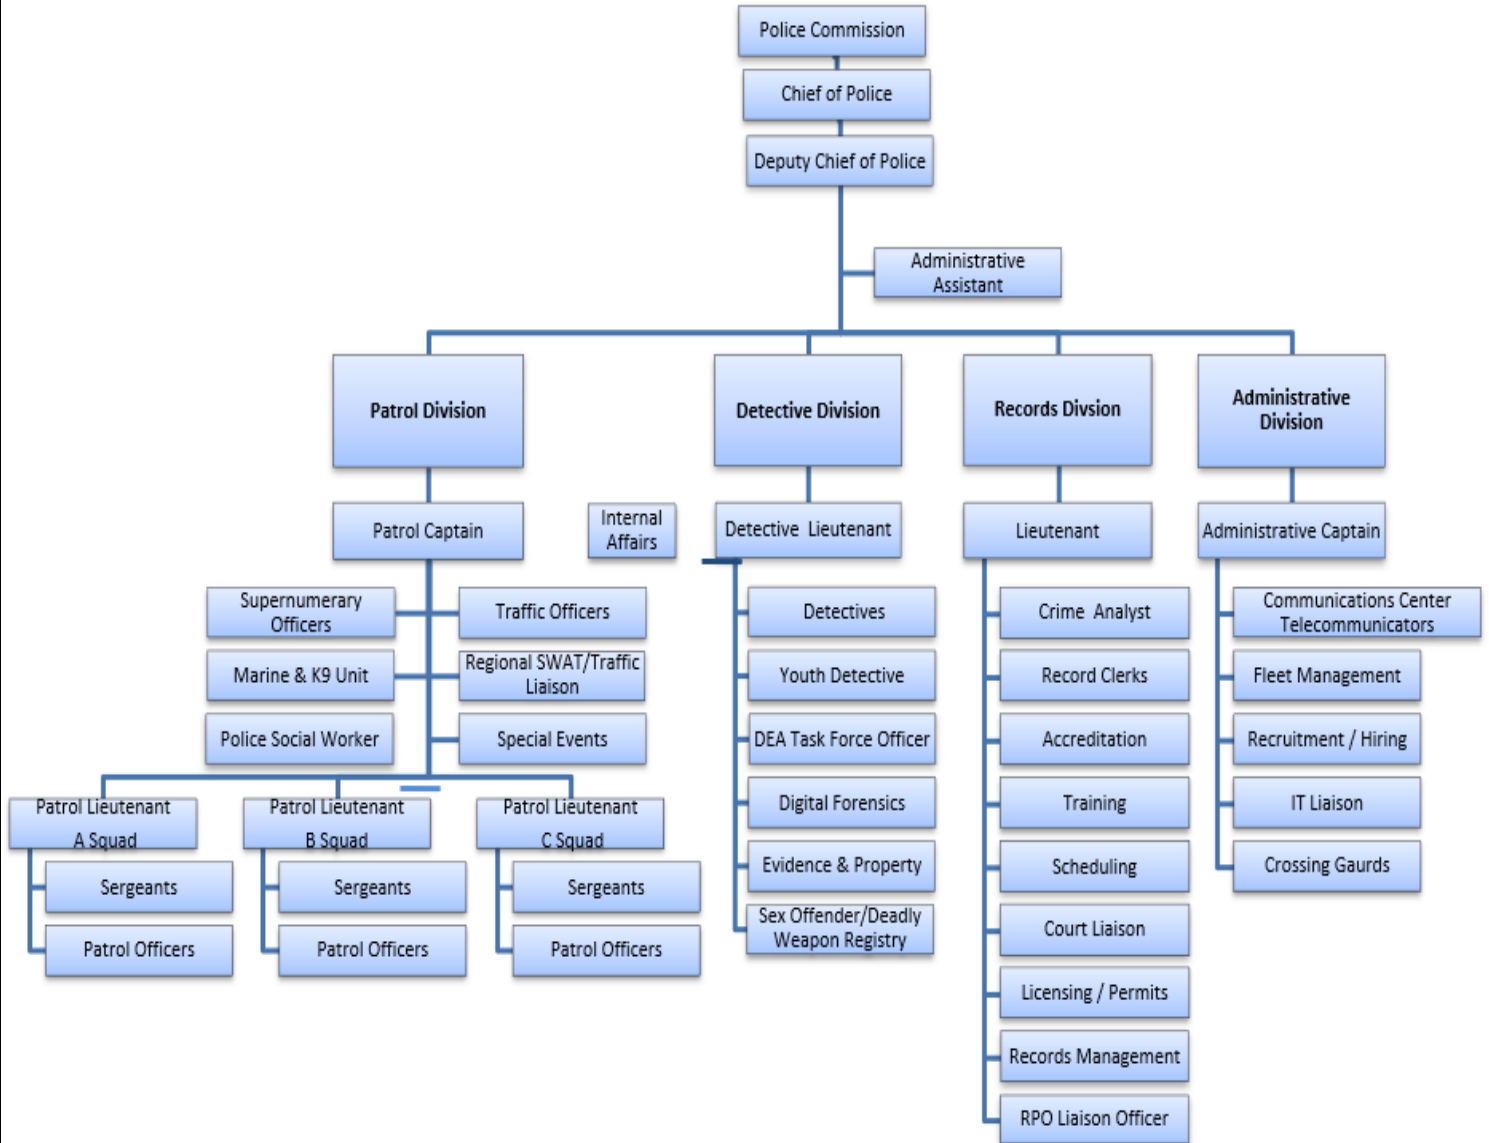 Police Commission
Chief of Police
Deputy Chief of Police
Administrative
Assistant
Patrol Division
Detective Division
Records Divsion
Administrative
Division
Patrol Captain
Internal
Affairs
Detective Lieutenant
Lieutenant
Administrative Captain
Supernumerary
Officers
Traffic Officers
Marine & K9 Unit
Regional SWAT/Traffic
Liaison
Police Social Worker
Special Events
Patrol Lieutenant
A Squad
Sergeants
Patrol Officers
Patrol Lieutenant
B Squad
Sergeants
Patrol Officers
Patrol Lieutenant
C Squad
Sergeants
Patrol Officers
Detectives
Youth Detective
DEA Task Force Officer
Digital Forensics
Evidence & Property
Sex Offender/Deadly
Weapon Registry
Crime Analyst
Record Clerks
Accreditation
Training
Scheduling
Court Liaison
Licensing / Permits
Records Management
RPO Liaison Officer
Communications Center
Telecommunicators
Fleet Management
Recruitment / Hiring
IT Liaison
Crossing Gaurds